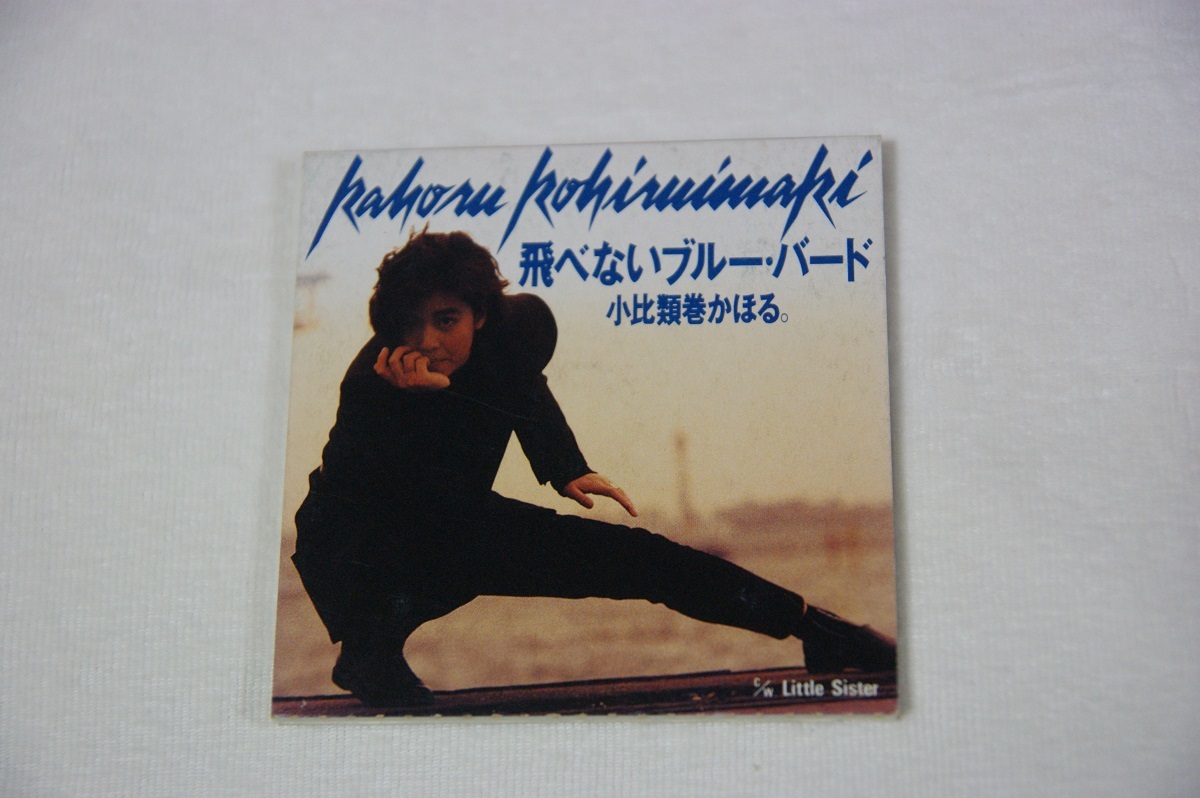 Kahoru Kohiruimaki
飛べないブルー・バード
小比類巻かほる。
c/w Little Sister